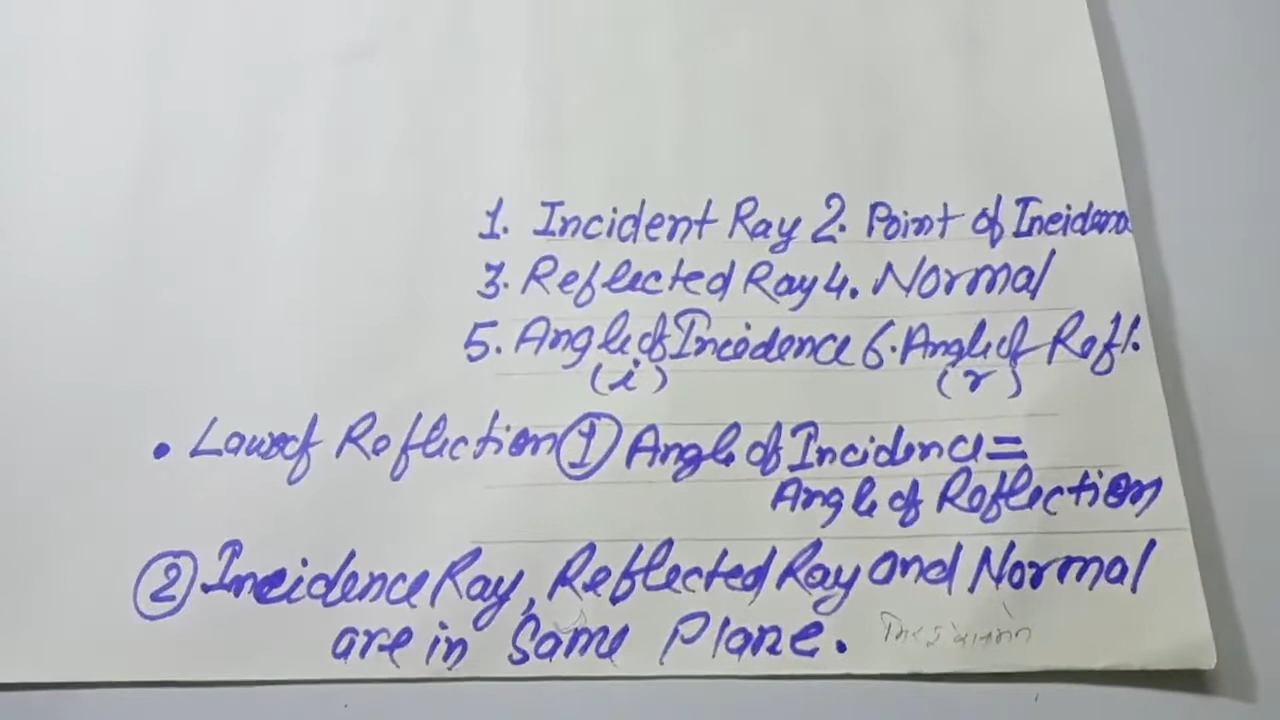 1. Incident Ray 2. Point of Incidence
3. Reflected Ray 4. Normal
5. Angle of Incidence 6. Angle of Refl.
(i) (r)
• Laws of Reflection ① Angle of Incidence =
Angle of Reflection
② Incidence Ray, Reflected Ray and Normal
are in Same Plane.